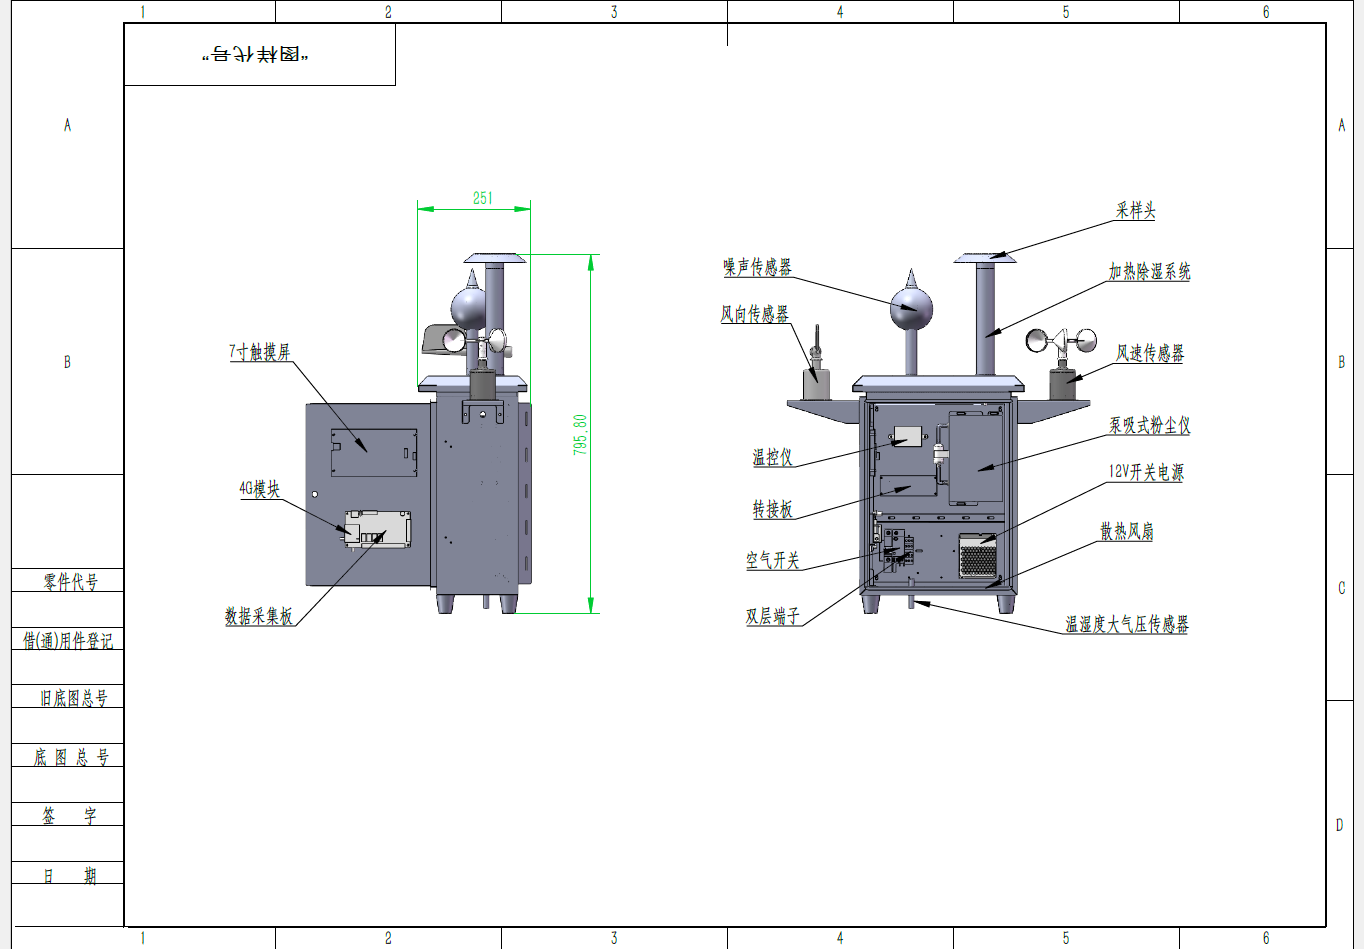 1 2 3 4 5 6
"图样代号"
A A
251
采样头
噪声传感器
加热除湿系统
风向传感器
7寸触摸屏
风速传感器
B B
795.80
泵吸式粉尘仪
温控仪
12V开关电源
4G模块
转接板
散热风扇
空气开关
零件代号
C
数据采集板
双层端子
温湿度大气压传感器
借(通)用件登记
旧底图总号
底 图 总 号
签 字
D
日 期
1 2 3 4 5 6